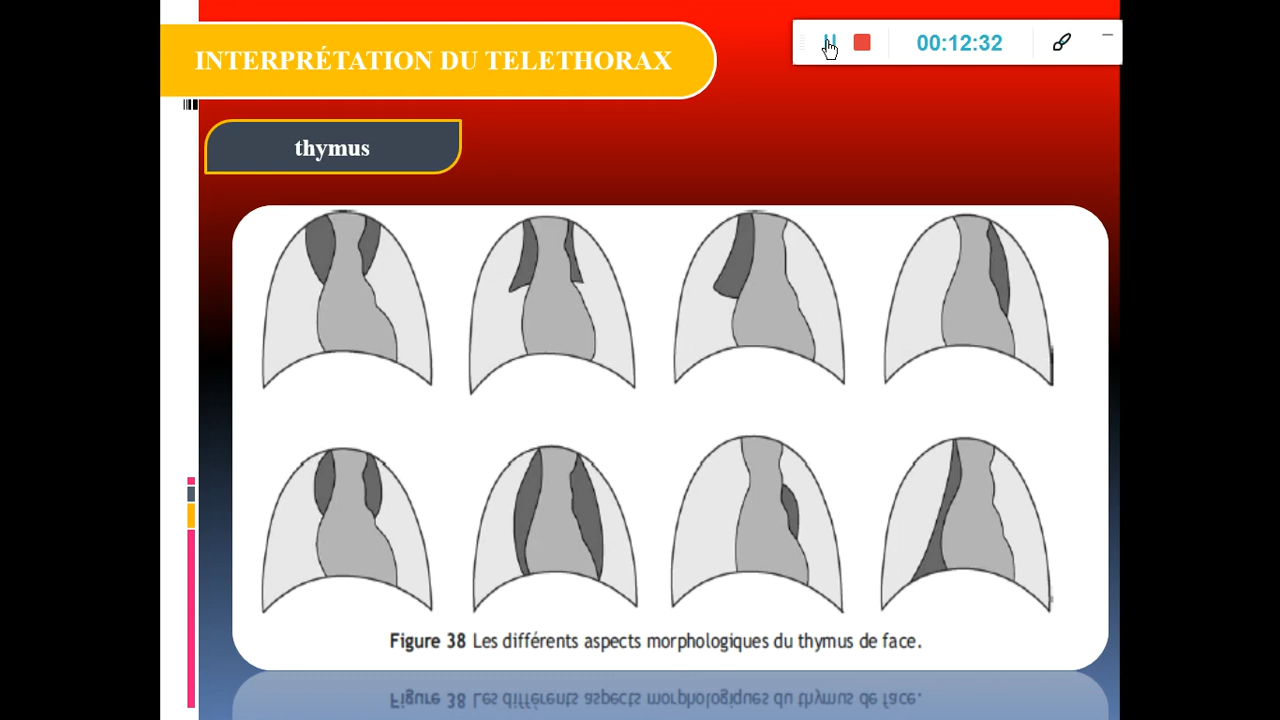 INTERPRÉTATION DU TELETHORAX
00:12:32
thymus
Figure 38 Les différents aspects morphologiques du thymus de face.
Figure 38 Les différents aspects morphologiques du thymus de face.